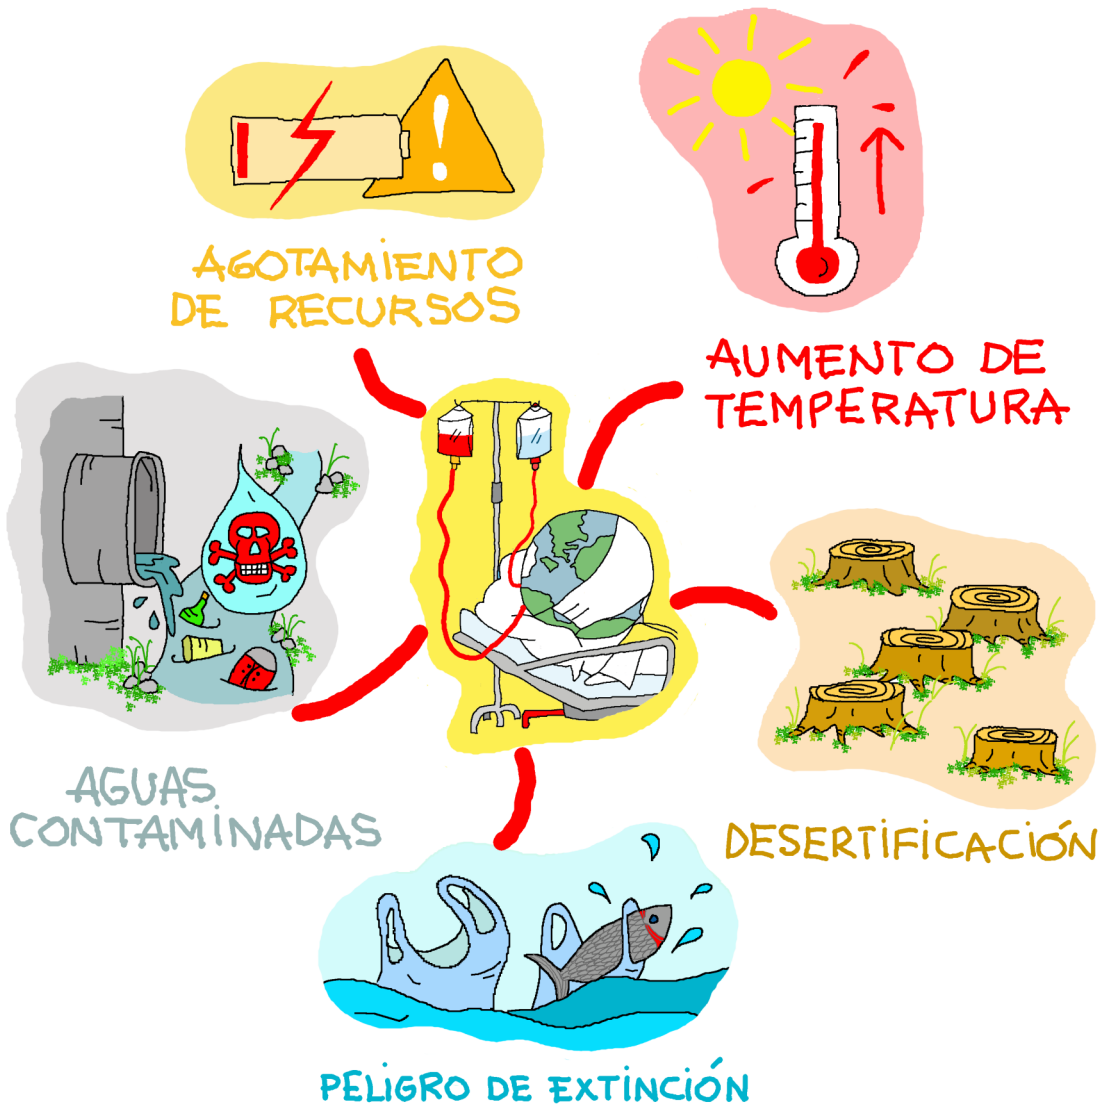 AGOTAMIENTO
DE RECURSOS
AUMENTO DE
TEMPERATURA
AGUAS
CONTAMINADAS
DESERTIFICACIÓN
PELIGRO DE EXTINCIÓN